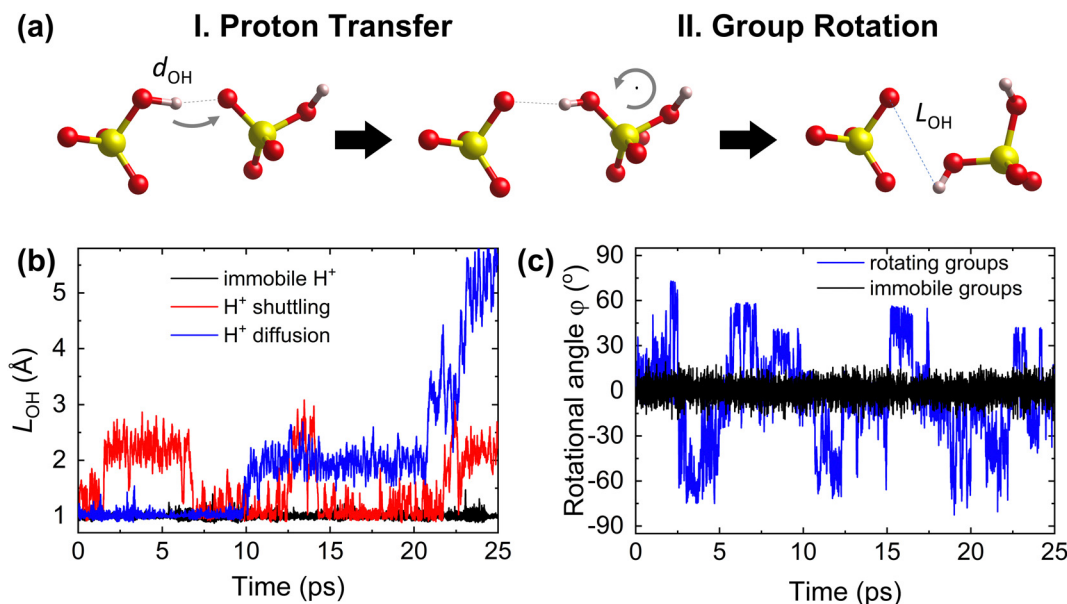 (a) I. Proton Transfer II. Group Rotation
dOH LOH
(b) (c)
immobile H+
H+ shuttling
H+ diffusion
LOH (Å)
5
4
3
2
1
0 5 10 15 20 25
Time (ps)
rotating groups
immobile groups
Rotational angle φ (o)
90
60
30
0
-30
-60
-90
0 5 10 15 20 25
Time (ps)